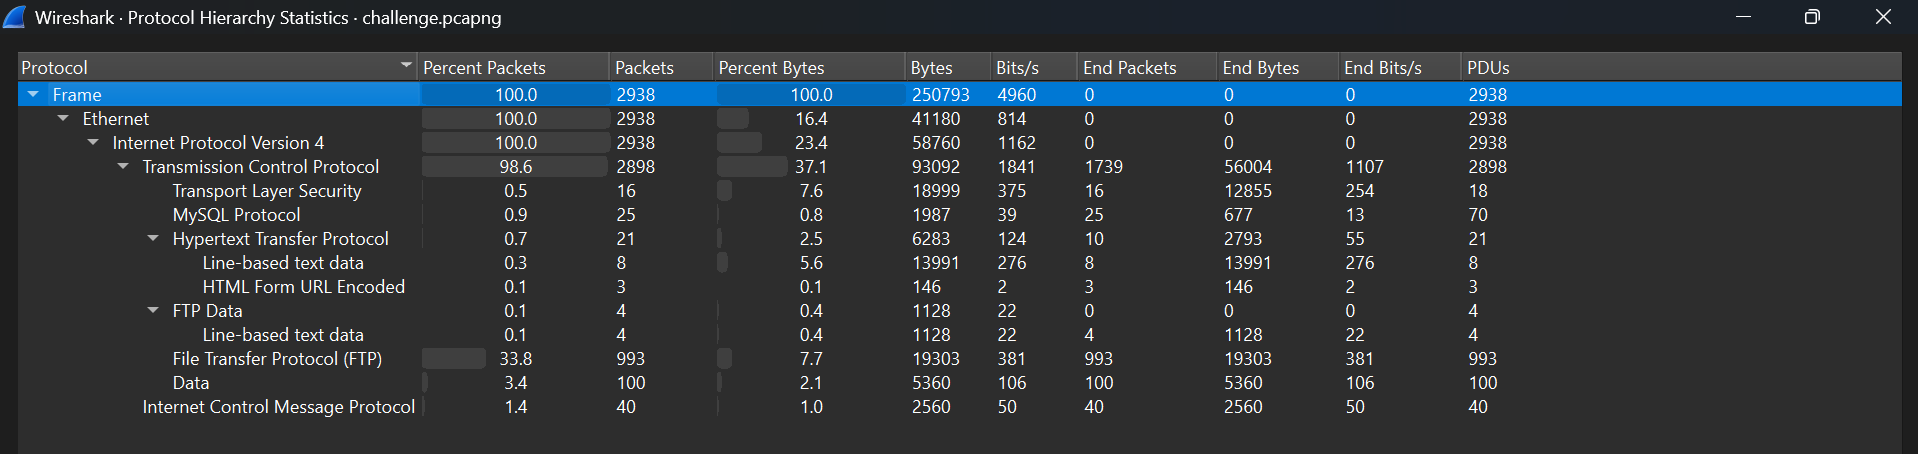 Wireshark · Protocol Hierarchy Statistics · challenge.pcapng
Protocol Percent Packets Packets Percent Bytes Bytes Bits/s End Packets End Bytes End Bits/s PDUs
Frame 100.0 2938 100.0 250793 4960 0 0 0 2938
Ethernet 100.0 2938 16.4 41180 814 0 0 0 2938
Internet Protocol Version 4 100.0 2938 23.4 58760 1162 0 0 0 2938
Transmission Control Protocol 98.6 2898 37.1 93092 1841 1739 56004 1107 2898
Transport Layer Security 0.5 16 7.6 18999 375 16 12855 254 18
MySQL Protocol 0.9 25 0.8 1987 39 25 677 13 70
Hypertext Transfer Protocol 0.7 21 2.5 6283 124 10 2793 55 21
Line-based text data 0.3 8 5.6 13991 276 8 13991 276 8
HTML Form URL Encoded 0.1 3 0.1 146 2 3 146 2 3
FTP Data 0.1 4 0.4 1128 22 0 0 0 4
Line-based text data 0.1 4 0.4 1128 22 4 1128 22 4
File Transfer Protocol (FTP) 33.8 993 7.7 19303 381 993 19303 381 993
Data 3.4 100 2.1 5360 106 100 5360 106 100
Internet Control Message Protocol 1.4 40 1.0 2560 50 40 2560 50 40